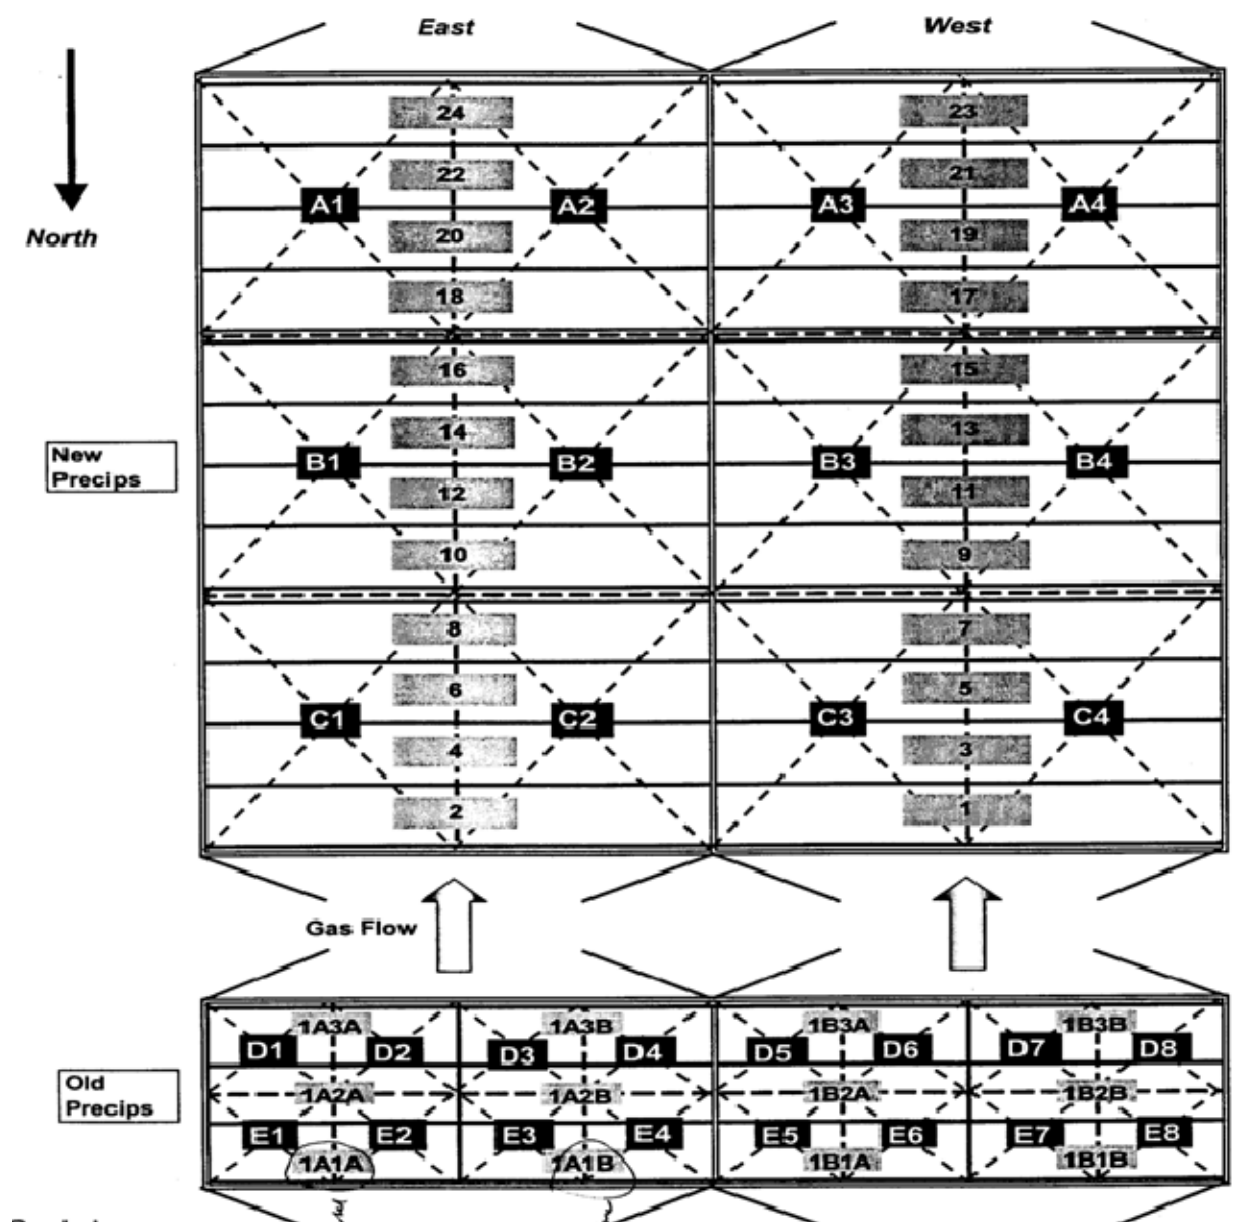 East West
24 23
22 21
A1 A2 A3 A4
North
20 19
18 17
16 15
14 13
New
Precips
B1 B2 B3 B4
12 11
10 9
8 7
6 5
C1 C2 C3 C4
4 3
2 1
Gas Flow
1A3A 1A3B 1B3A 1B3B
D1 D2 D3 D4 D5 D6 D7 D8
Old
Precips
1A2A 1A2B 1B2A 1B2B
E1 E2 E3 E4 E5 E6 E7 E8
1A1A 1A1B 1B1A 1B1B